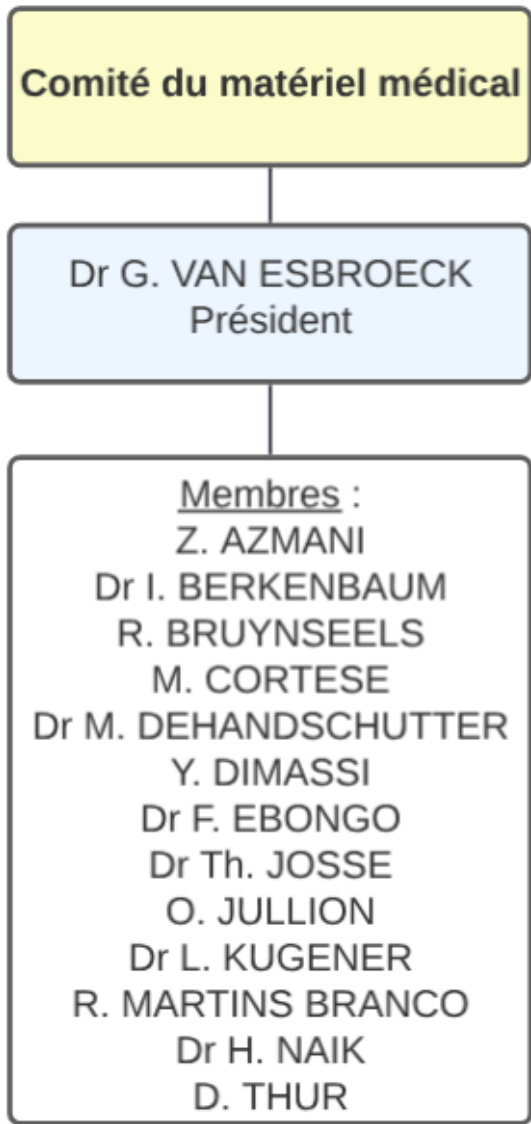 Comité du matériel médical
Dr G. VAN ESBROECK
Président
Membres :
Z. AZMANI
Dr I. BERKENBAUM
R. BRUYNSEELS
M. CORTESE
Dr M. DEHANDSCHUTTER
Y. DIMASSI
Dr F. EBONGO
Dr Th. JOSSE
O. JULLION
Dr L. KUGENER
R. MARTINS BRANCO
Dr H. NAIK
D. THUR